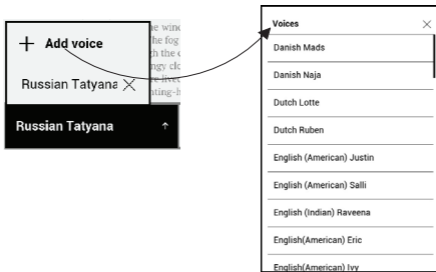 Add voice
Russian Tatyana
Russian Tatyana
Voices
Danish Mads
Danish Naja
Dutch Lotte
Dutch Ruben
English (American) Justin
English (American) Salli
English (Indian) Raveena
English(American) Eric
English(American) Ivy